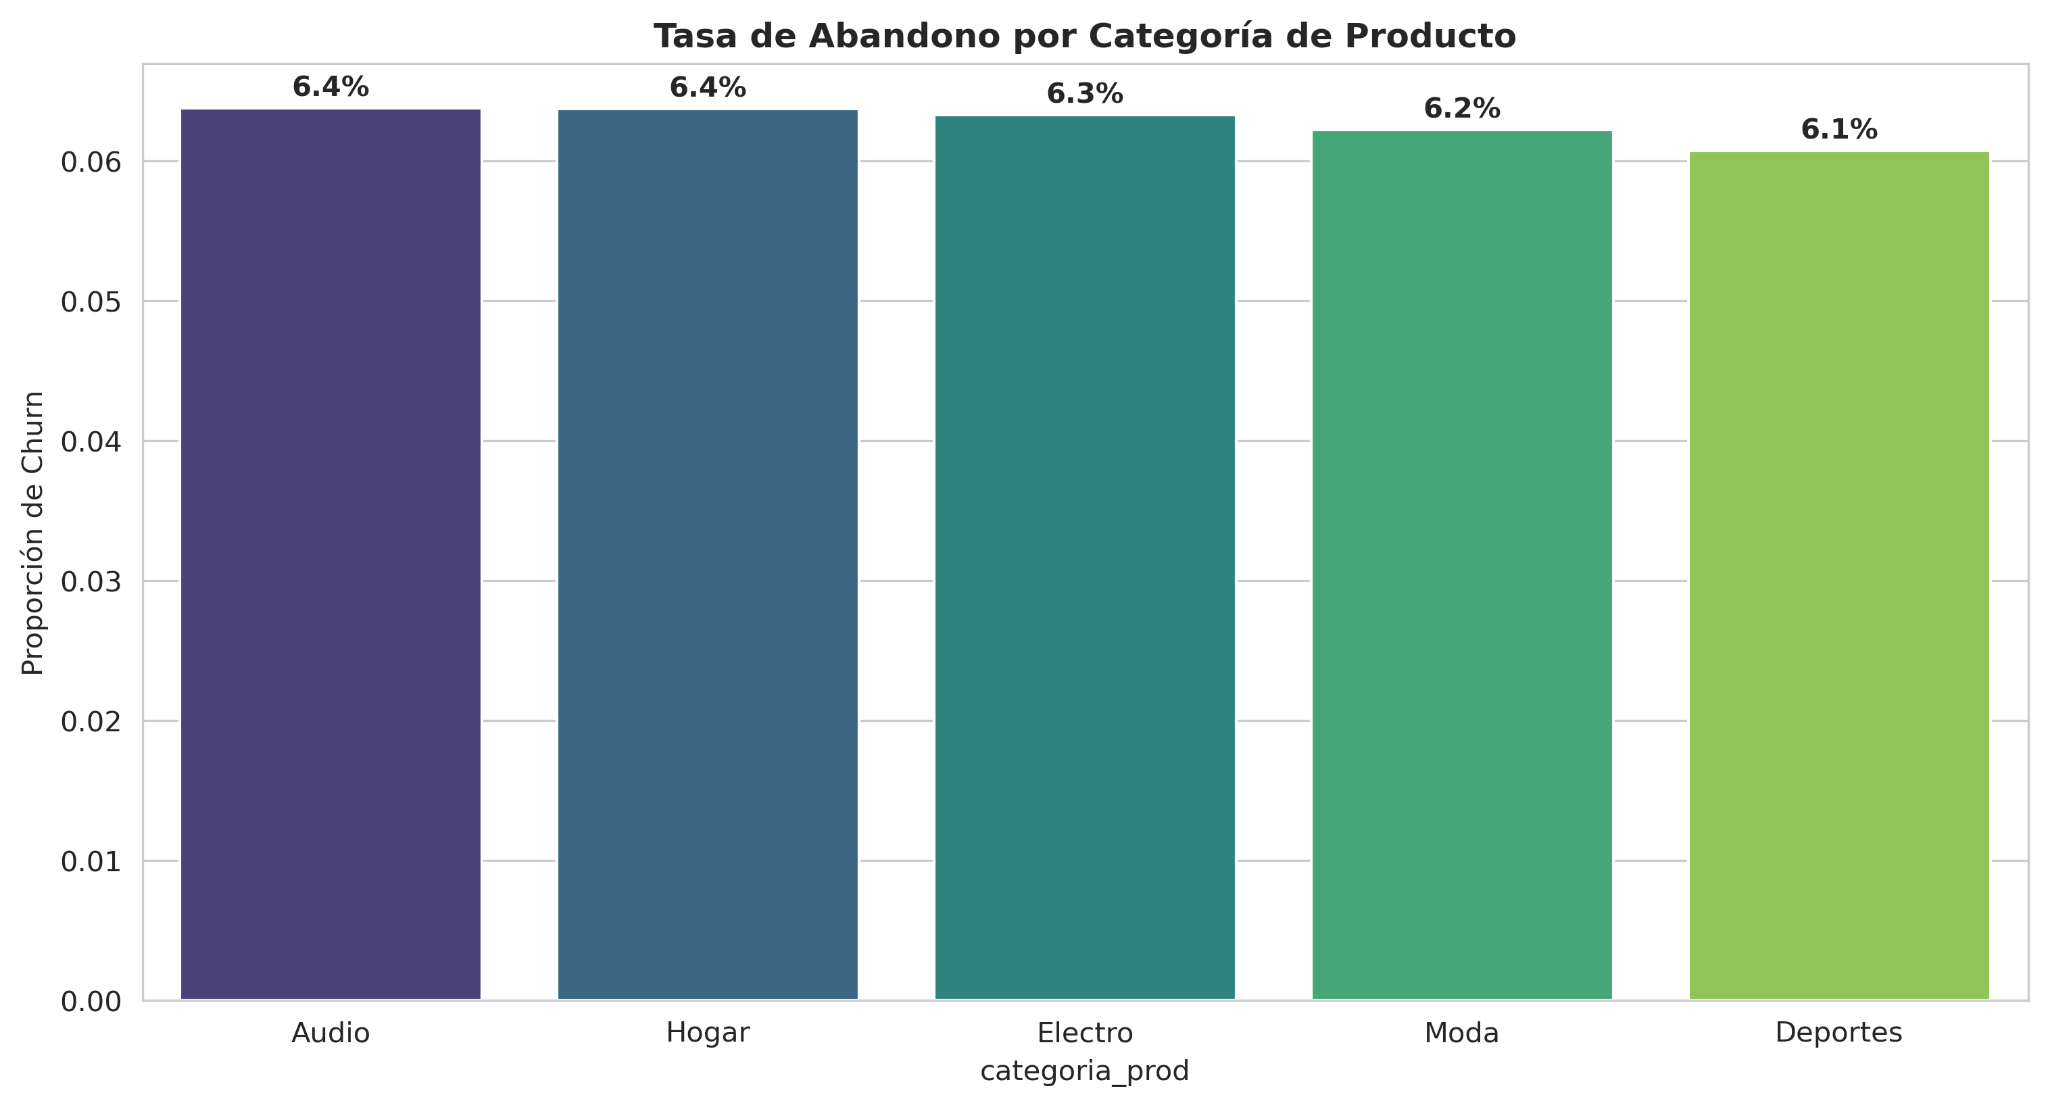 Tasa de Abandono por Categoría de Producto
6.4%
6.4%
6.3%
6.2%
6.1%
Proporción de Churn
0.06
0.05
0.04
0.03
0.02
0.01
0.00
Audio
Hogar
Electro
Moda
Deportes
categoria_prod